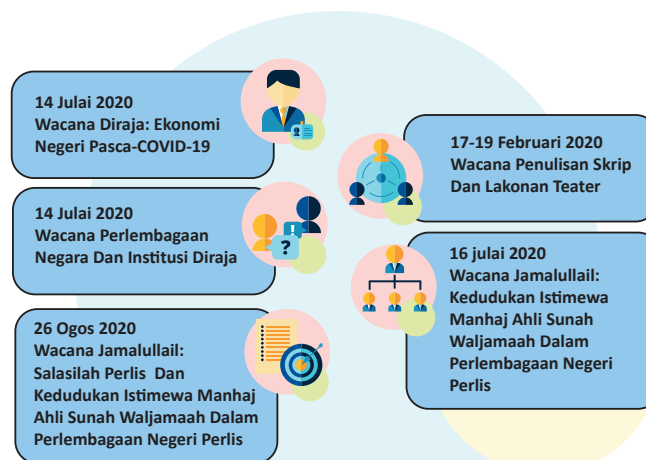 14 Julai 2020
Wacana Diraja: Ekonomi
Negeri Pasca-COVID-19
14 Julai 2020
Wacana Perlembagaan
Negara Dan Institusi Diraja
26 Ogos 2020
Wacana Jamalullail:
Salasilah Perlis Dan
Kedudukan Istimewa Manhaj
Ahli Sunah Waljamaah Dalam
Perlembagaan Negeri Perlis
17-19 Februari 2020
Wacana Penulisan Skrip
Dan Lakonan Teater
16 julai 2020
Wacana Jamalullail:
Kedudukan Istimewa
Manhaj Ahli Sunah
Waljamaah Dalam
Perlembagaan Negeri
Perlis